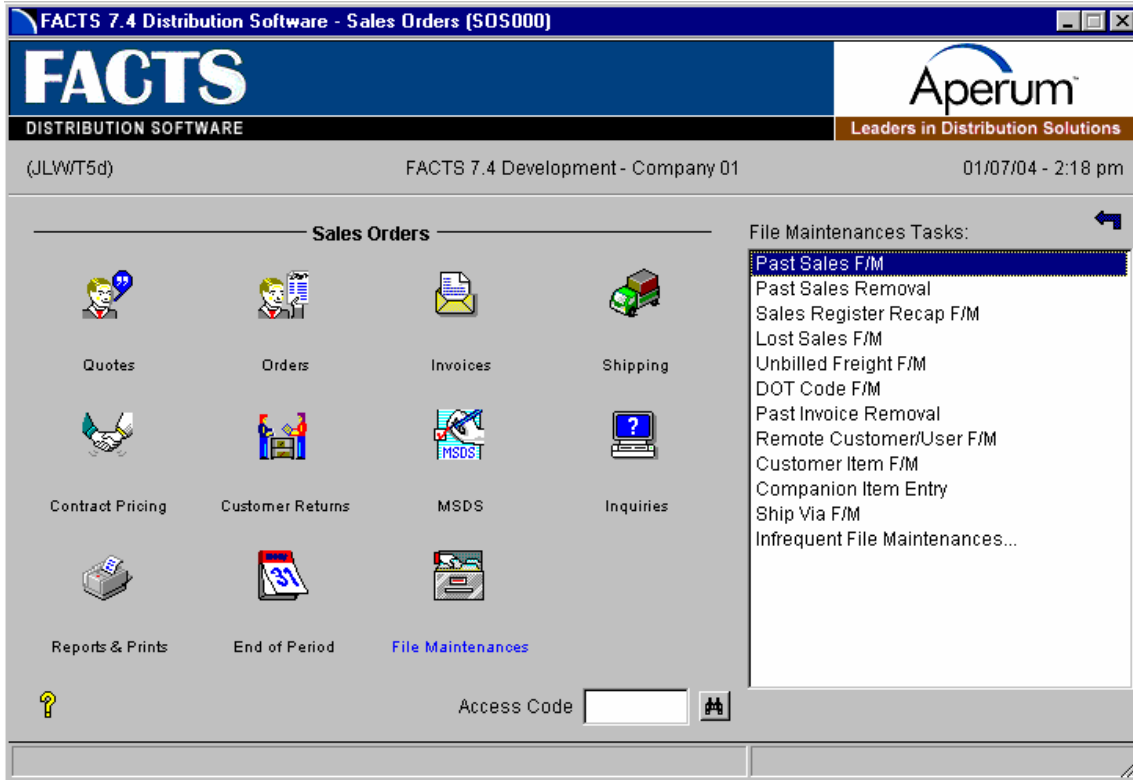 FACTS 7.4 Distribution Software - Sales Orders (SOS000)
FACTS
DISTRIBUTION SOFTWARE
Aperum™
Leaders in Distribution Solutions
(JLW/T5d)
FACTS 7.4 Development - Company 01
01/07/04 - 2:18 pm
Sales Orders
Quotes
Orders
Invoices
Shipping
MSDS
?
Contract Pricing
Customer Returns
MSDS
Inquiries
31
Reports & Prints
End of Period
File Maintenances
?
Access Code
File Maintenances Tasks:
Past Sales F/M
Past Sales Removal
Sales Register Recap F/M
Lost Sales F/M
Unbilled Freight F/M
DOT Code F/M
Past Invoice Removal
Remote Customer/User F/M
Customer Item F/M
Companion Item Entry
Ship Via F/M
Infrequent File Maintenances...